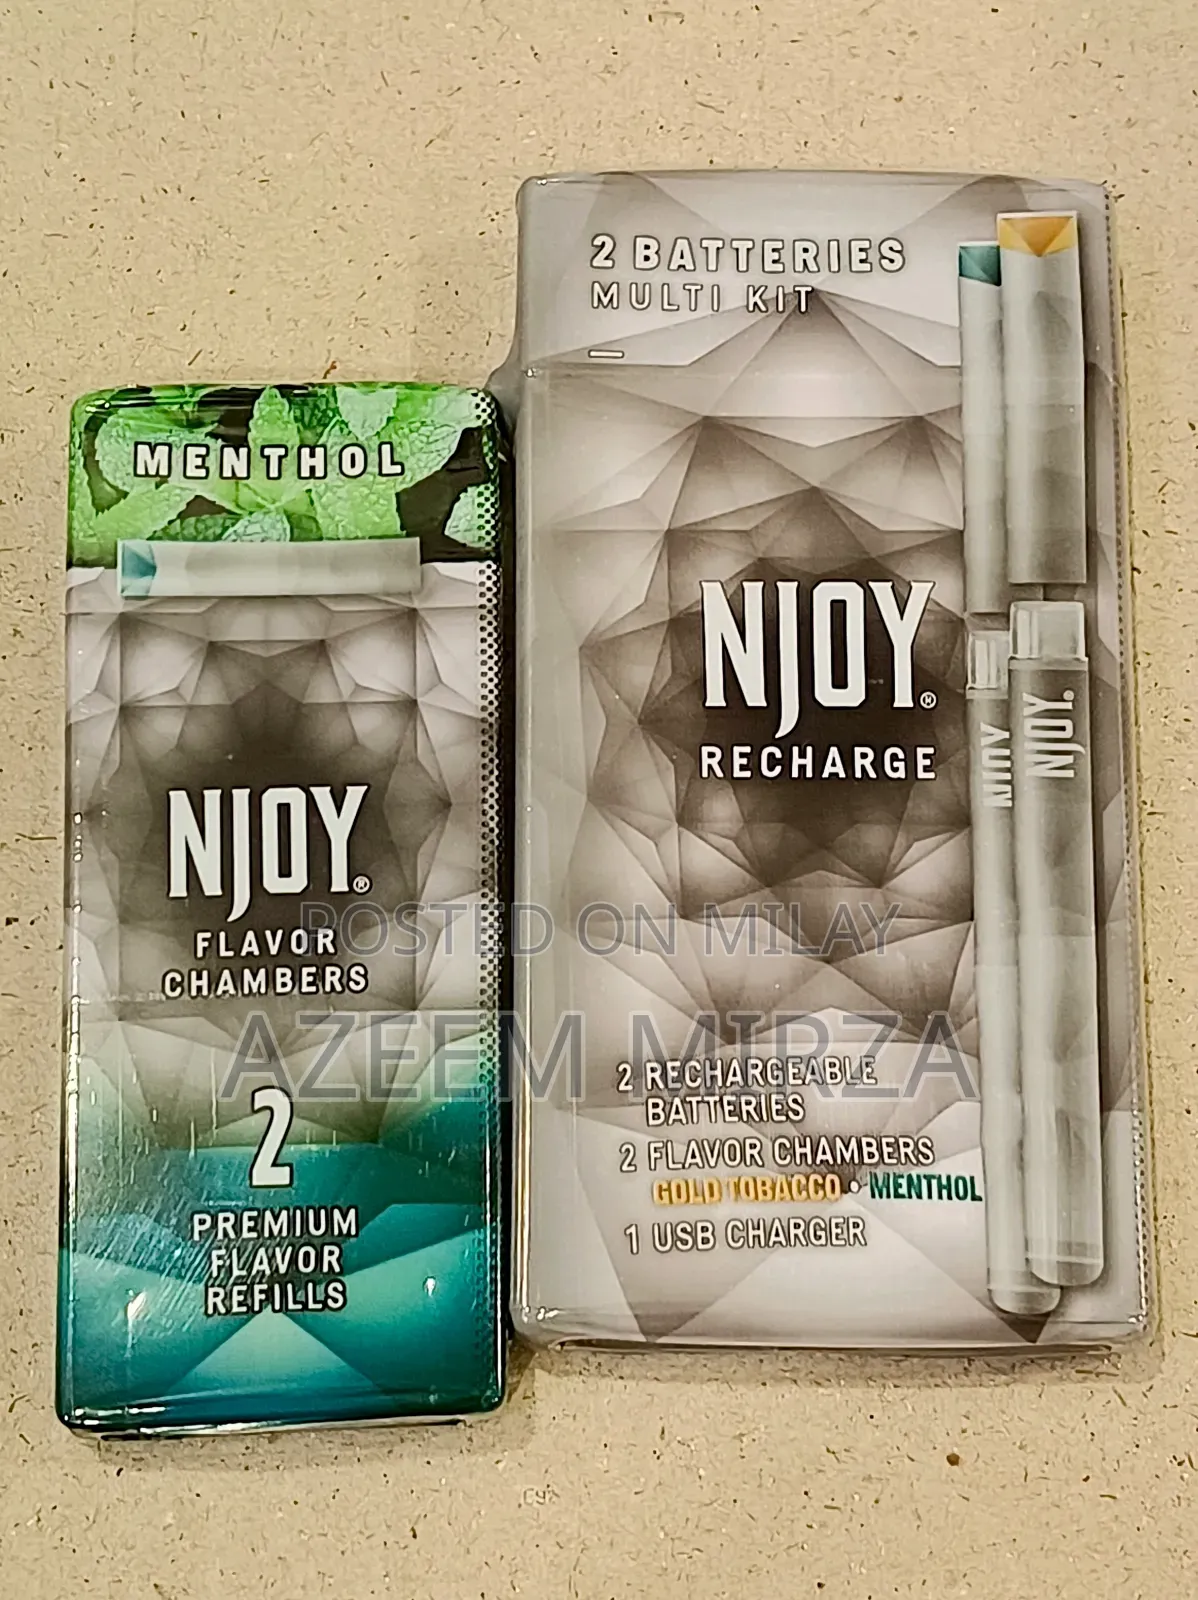 MENTHOL
NJOY®
FLAVOR
CHAMBERS
2
PREMIUM
FLAVOR
REFILLS
2 BATTERIES
MULTI KIT
NJOY®
RECHARGE
NJOY
NJOY®
2 RECHARGEABLE
BATTERIES
2 FLAVOR CHAMBERS
GOLD TOBACCO • MENTHOL
1 USB CHARGER
POSTED ON MILAY
AZEEM MIRZA